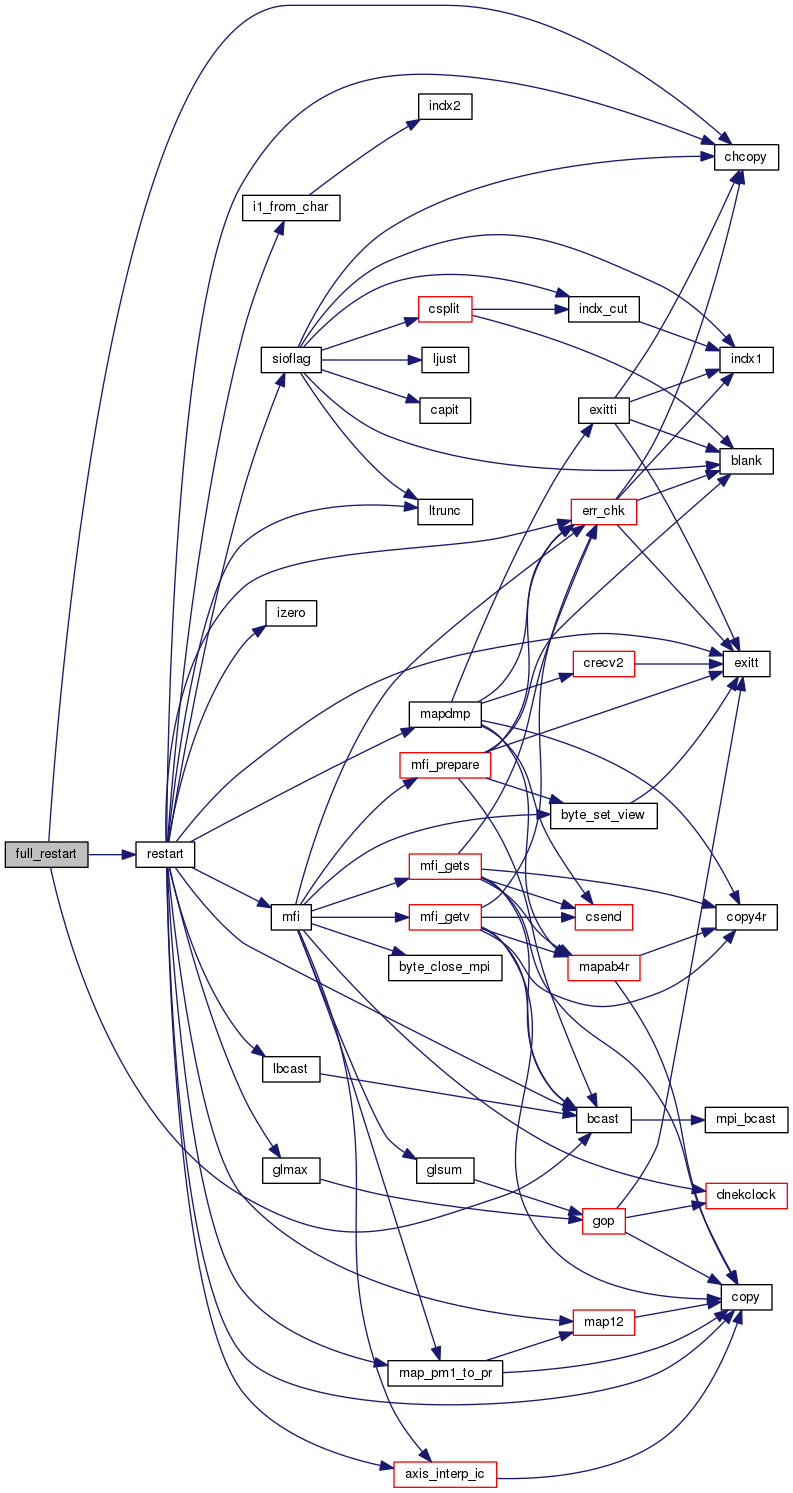 indx2
chcopy
i1_from_char
csplit
indx_cut
sioflag
ljust
indx1
capit
exitti
blank
ltrunc
err_chk
izero
crecv2
exitt
mapdmp
mfi_prepare
byte_set_view
full_restart
restart
mfi_gets
mfi
mfi_getv
csend
copy4r
byte_close_mpi
mapab4r
lbcast
bcast
mpi_bcast
glmax
glsum
dnekclock
gop
copy
map12
map_pm1_to_pr
axis_interp_ic